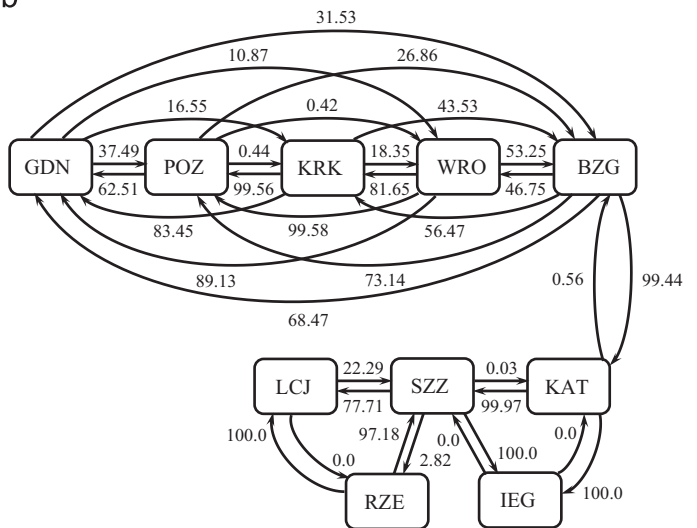 b
31.53
10.87 26.86
16.55 0.42 43.53
GDN 37.49 POZ 0.44 KRK 18.35 WRO 53.25 BZG
62.51 99.56 81.65 46.75
83.45 99.58 56.47
89.13 73.14 0.56 99.44
68.47
LCJ 22.29 SZZ 0.03 KAT
77.71 99.97
100.0 97.18 0.0 0.0
0.0 2.82 100.0
RZE IEG 100.0